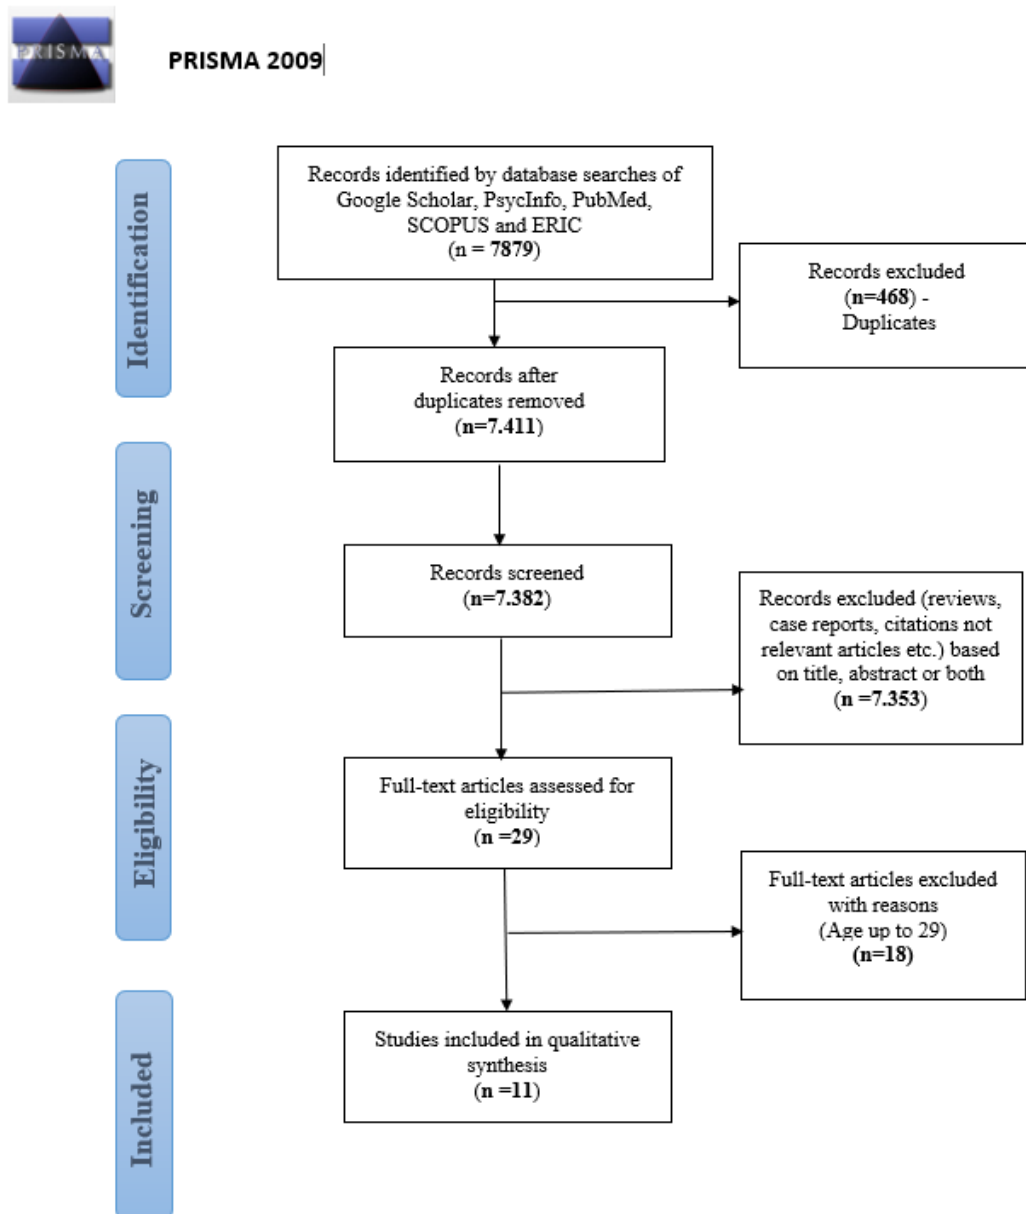 PRISMA
PRISMA 2009
Identification
Records identified by database searches of
Google Scholar, PsycInfo, PubMed,
SCOPUS and ERIC
(n = 7879)
Records excluded
(n=468) -
Duplicates
Records after
duplicates removed
(n=7.411)
Screening
Records screened
(n=7.382)
Records excluded (reviews,
case reports, citations not
relevant articles etc.) based
on title, abstract or both
(n =7.353)
Eligibility
Full-text articles assessed for
eligibility
(n =29)
Full-text articles excluded
with reasons
(Age up to 29)
(n=18)
Included
Studies included in qualitative
synthesis
(n =11)